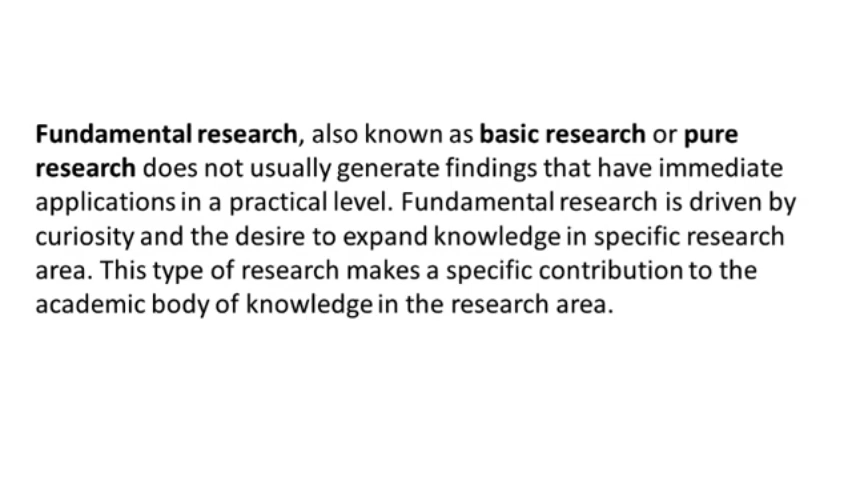 Fundamental research, also known as basic research or pure
research does not usually generate findings that have immediate
applications in a practical level. Fundamental research is driven by
curiosity and the desire to expand knowledge in specific research
area. This type of research makes a specific contribution to the
academic body of knowledge in the research area.